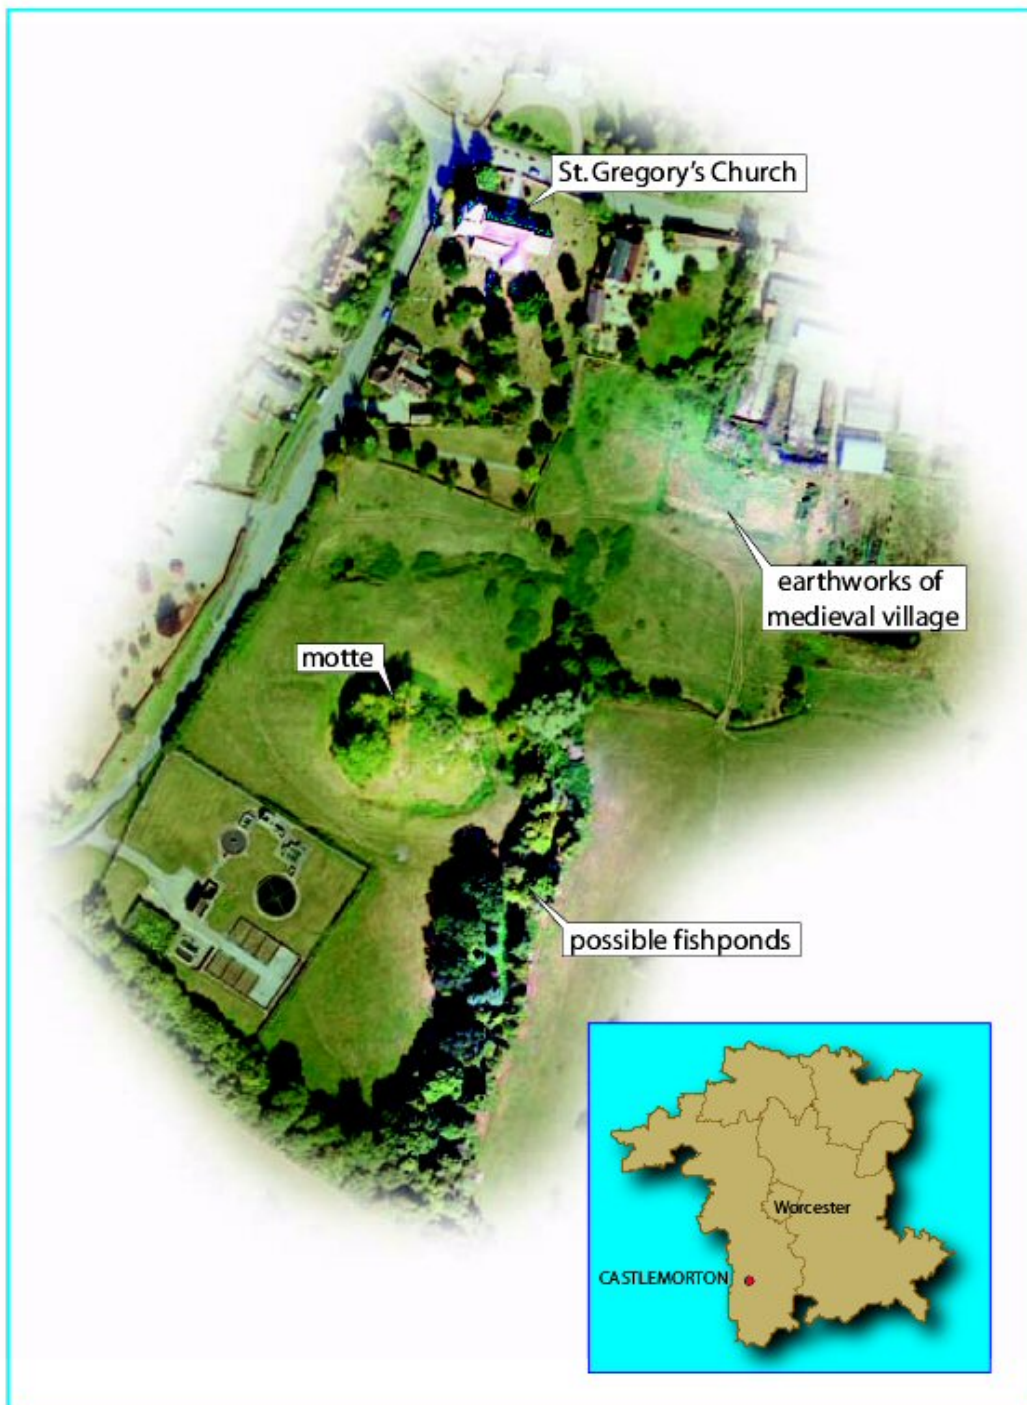 St. Gregory's Church
earthworks of
medieval village
motte
possible fishponds
Worcester
CASTLEMORTON